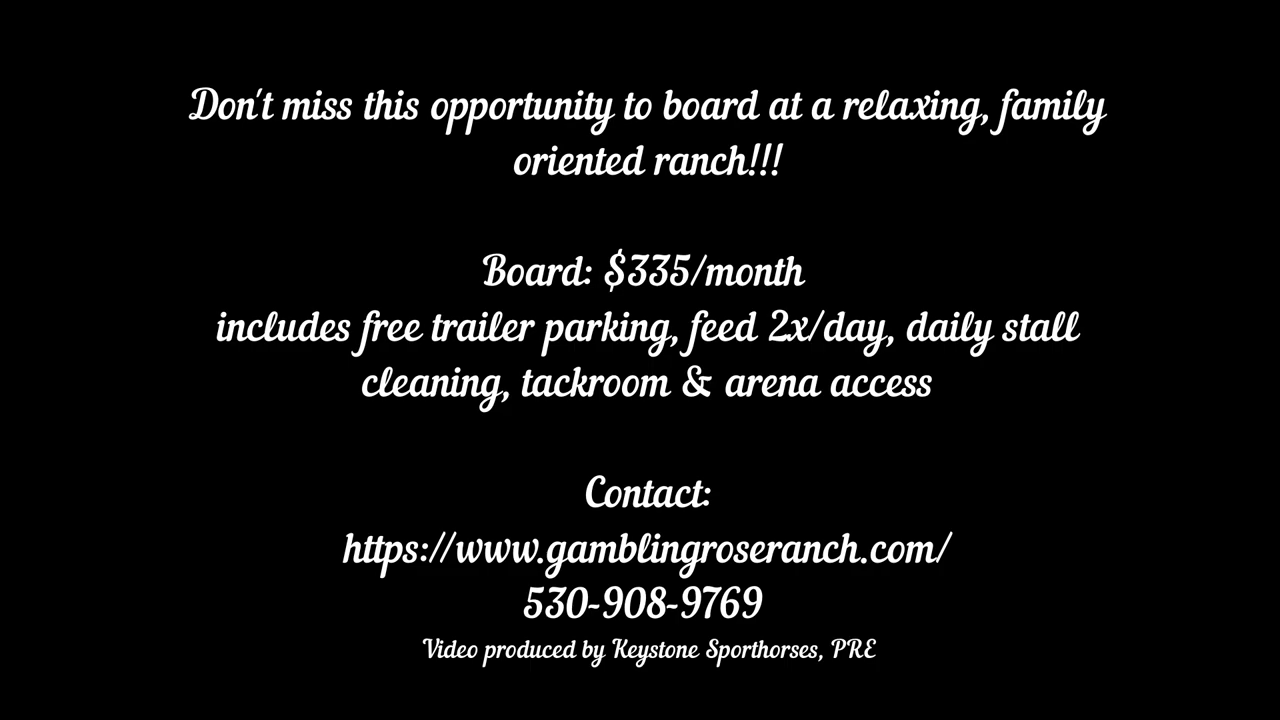 Don't miss this opportunity to board at a relaxing, family
oriented ranch!!!
Board: $335/month
includes free trailer parking, feed 2x/day, daily stall
cleaning, tackroom & arena access
Contact:
https://www.gamblingroseranch.com/
530-908-9769
Video produced by Keystone Sporthorses, PRE